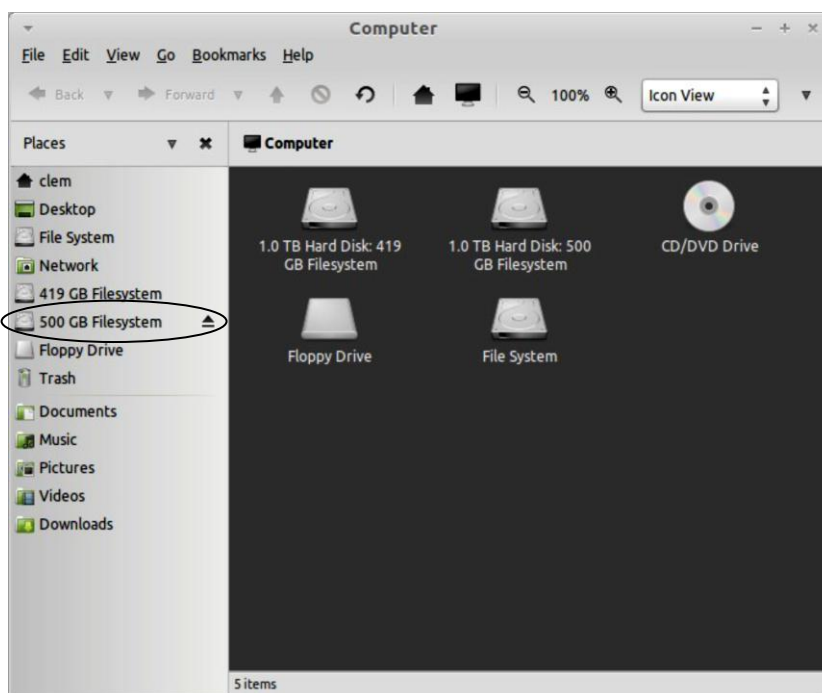 Computer
File Edit View Go Bookmarks Help
Back Forward 100% Icon View
Places
Computer
clem
Desktop
File System
Network
419 GB Filesystem
500 GB Filesystem
Floppy Drive
Trash
Documents
Music
Pictures
Videos
Downloads
1.0 TB Hard Disk: 419
GB Filesystem
1.0 TB Hard Disk: 500
GB Filesystem
CD/DVD Drive
Floppy Drive
File System
5 items